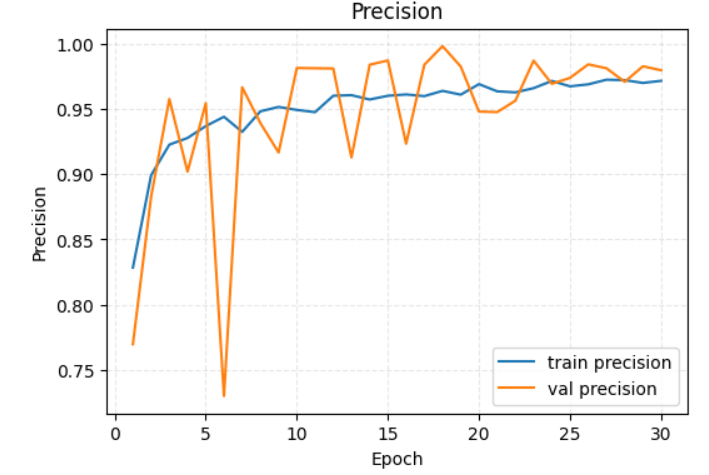 Precision
1.00
0.95
0.90
0.85
0.80
0.75
Precision
train precision
val precision
0 5 10 15 20 25 30
Epoch